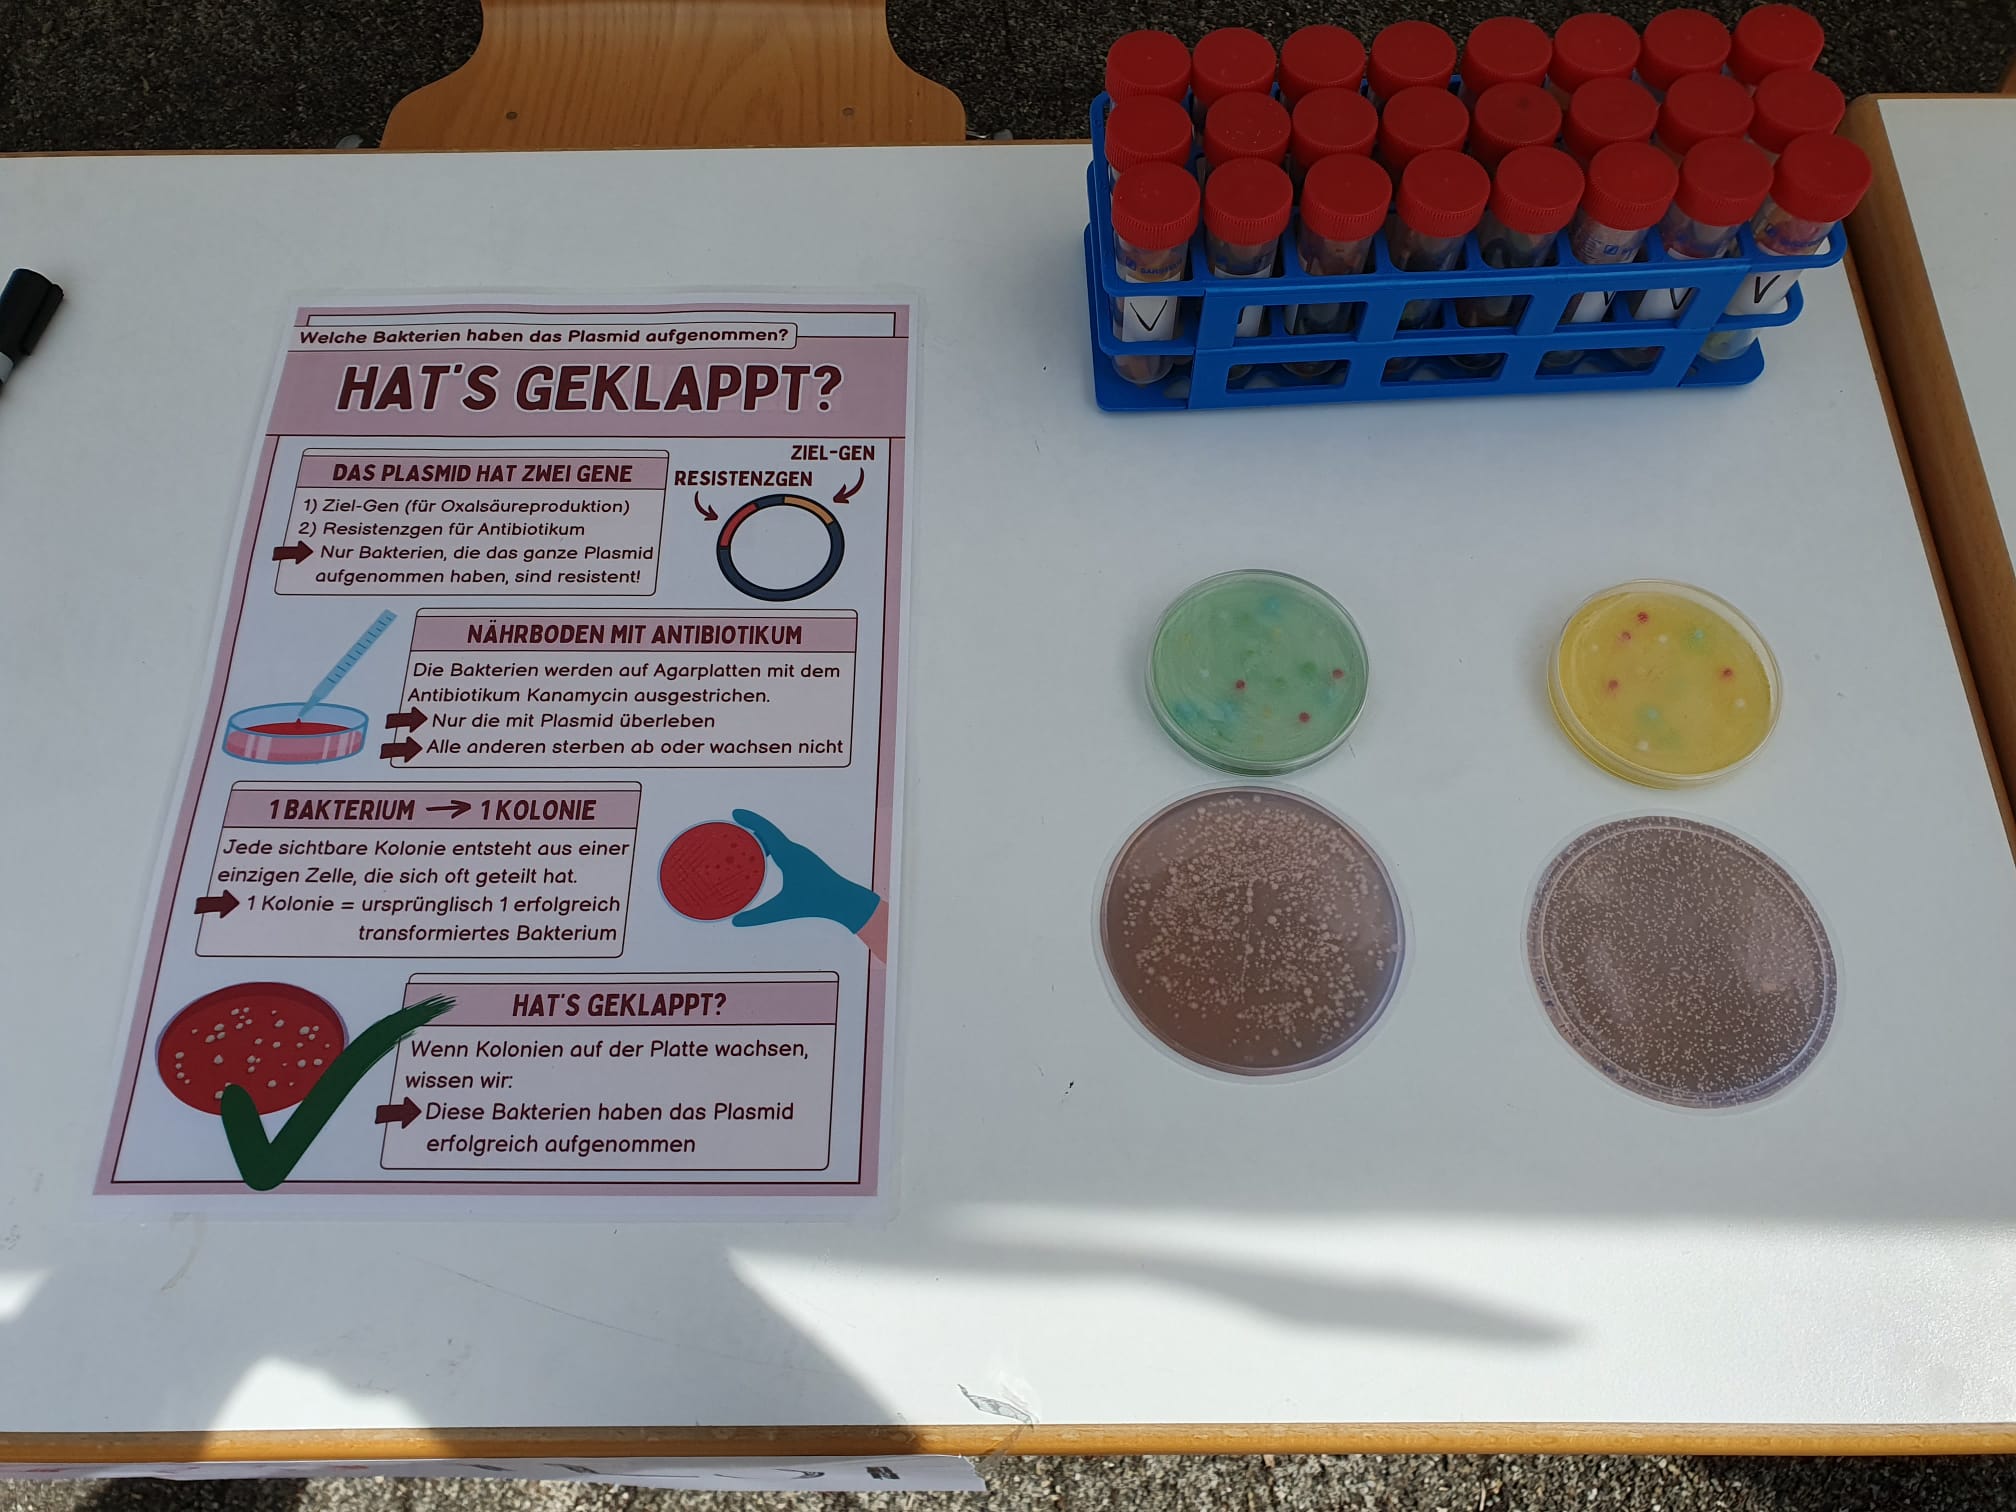 Welche Bakterien haben das Plasmid aufgenommen?
HAT'S GEKLAPPT?
DAS PLASMID HAT ZWEI GENE
1) Ziel-Gen (für Oxalsäureproduktion)
2) Resistenzgen für Antibiotikum
Nur Bakterien, die das ganze Plasmid
aufgenommen haben, sind resistent!
ZIEL-GEN
RESISTENZGEN
NÄHRBODEN MIT ANTIBIOTIKUM
Die Bakterien werden auf Agarplatten mit dem
Antibiotikum Kanamycin ausgestrichen.
Nur die mit Plasmid überleben
Alle anderen sterben ab oder wachsen nicht
1 BAKTERIUM → 1 KOLONIE
Jede sichtbare Kolonie entsteht aus einer
einzigen Zelle, die sich oft geteilt hat.
1 Kolonie = ursprünglisch 1 erfolgreich
transformiertes Bakterium
HAT'S GEKLAPPT?
Wenn Kolonien auf der Platte wachsen,
wissen wir:
Diese Bakterien haben das Plasmid
erfolgreich aufgenommen
V
V
V
V